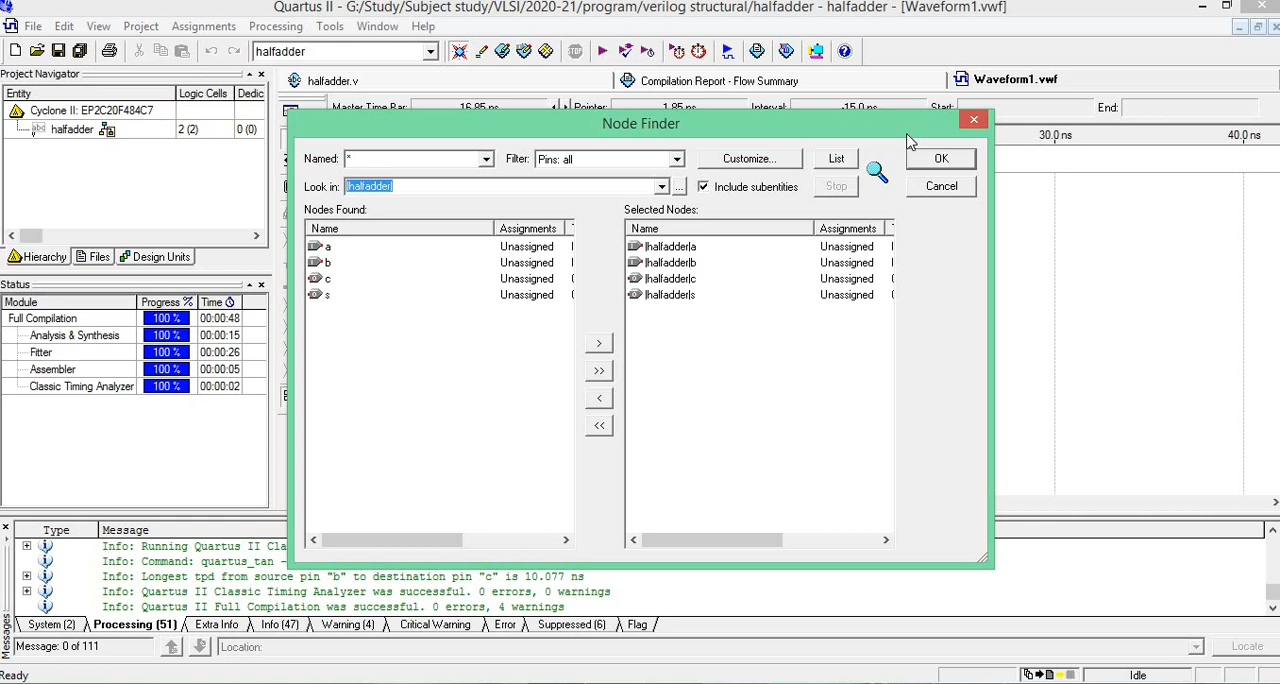 Quartus II - G:/Study/Subject study/VLSI/2020-21/program/verilog structural/halfadder - halfadder - [Waveform1.vwf]
File Edit View Project Assignments Processing Tools Window Help
halfadder
Project Navigator
Entity Logic Cells Dedic
Cyclone II: EP2C20F484C7
halfadder 2 (2) 0 (0)
Hierarchy Files Design Units
Status
Module Progress % Time
Full Compilation 100 % 00:00:48
Analysis & Synthesis 100 % 00:00:15
Fitter 100 % 00:00:26
Assembler 100 % 00:00:05
Classic Timing Analyzer 100 % 00:00:02
halfadder.v Compilation Report - Flow Summary Waveform1.vwf
Master Time Bar: 16.85 ns Pointer: 1.85 ns Interval: -15.0 ns Start: End:
30.0 ns 40.0 ns
Node Finder
Named: * Filter: Pins: all Customize... List OK
Look in: |halfadder| ... Include subentities Stop Cancel
Nodes Found:
Name Assignments
a Unassigned
b Unassigned
c Unassigned
s Unassigned
>
>>
<
<<
Selected Nodes:
Name Assignments
|halfadder|a Unassigned
|halfadder|b Unassigned
|halfadder|c Unassigned
|halfadder|s Unassigned
Type Message
Info: Running Quartus II Cla
Info: Command: quartus_tan -
Info: Longest tpd from source pin "b" to destination pin "c" is 10.077 ns
Info: Quartus II Classic Timing Analyzer was successful. 0 errors, 0 warnings
Info: Quartus II Full Compilation was successful. 0 errors, 4 warnings
System (2) Processing (51) Extra Info Info (47) Warning (4) Critical Warning Error Suppressed (6) Flag
Messages
Message: 0 of 111 Location: Locate
Ready Idle